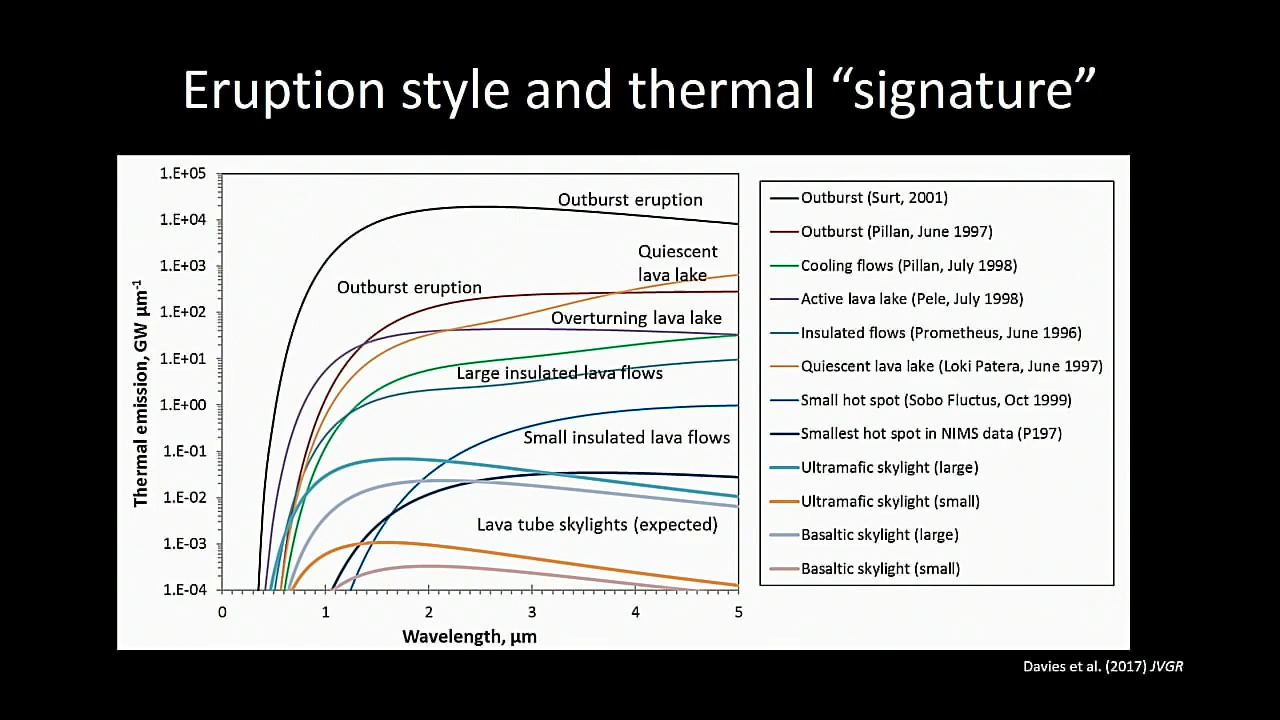 Eruption style and thermal “signature”
1.E+05
1.E+04
1.E+03
1.E+02
1.E+01
1.E+00
1.E-01
1.E-02
1.E-03
1.E-04
Thermal emission, GW µm-1
0 1 2 3 4 5
Wavelength, µm
Outburst eruption
Quiescent
lava lake
Outburst eruption
Overturning lava lake
Large insulated lava flows
Small insulated lava flows
Lava tube skylights (expected)
Outburst (Surt, 2001)
Outburst (Pillan, June 1997)
Cooling flows (Pillan, July 1998)
Active lava lake (Pele, July 1998)
Insulated flows (Prometheus, June 1996)
Quiescent lava lake (Loki Patera, June 1997)
Small hot spot (Sobo Fluctus, Oct 1999)
Smallest hot spot in NIMS data (P197)
Ultramafic skylight (large)
Ultramafic skylight (small)
Basaltic skylight (large)
Basaltic skylight (small)
Davies et al. (2017) JVGR